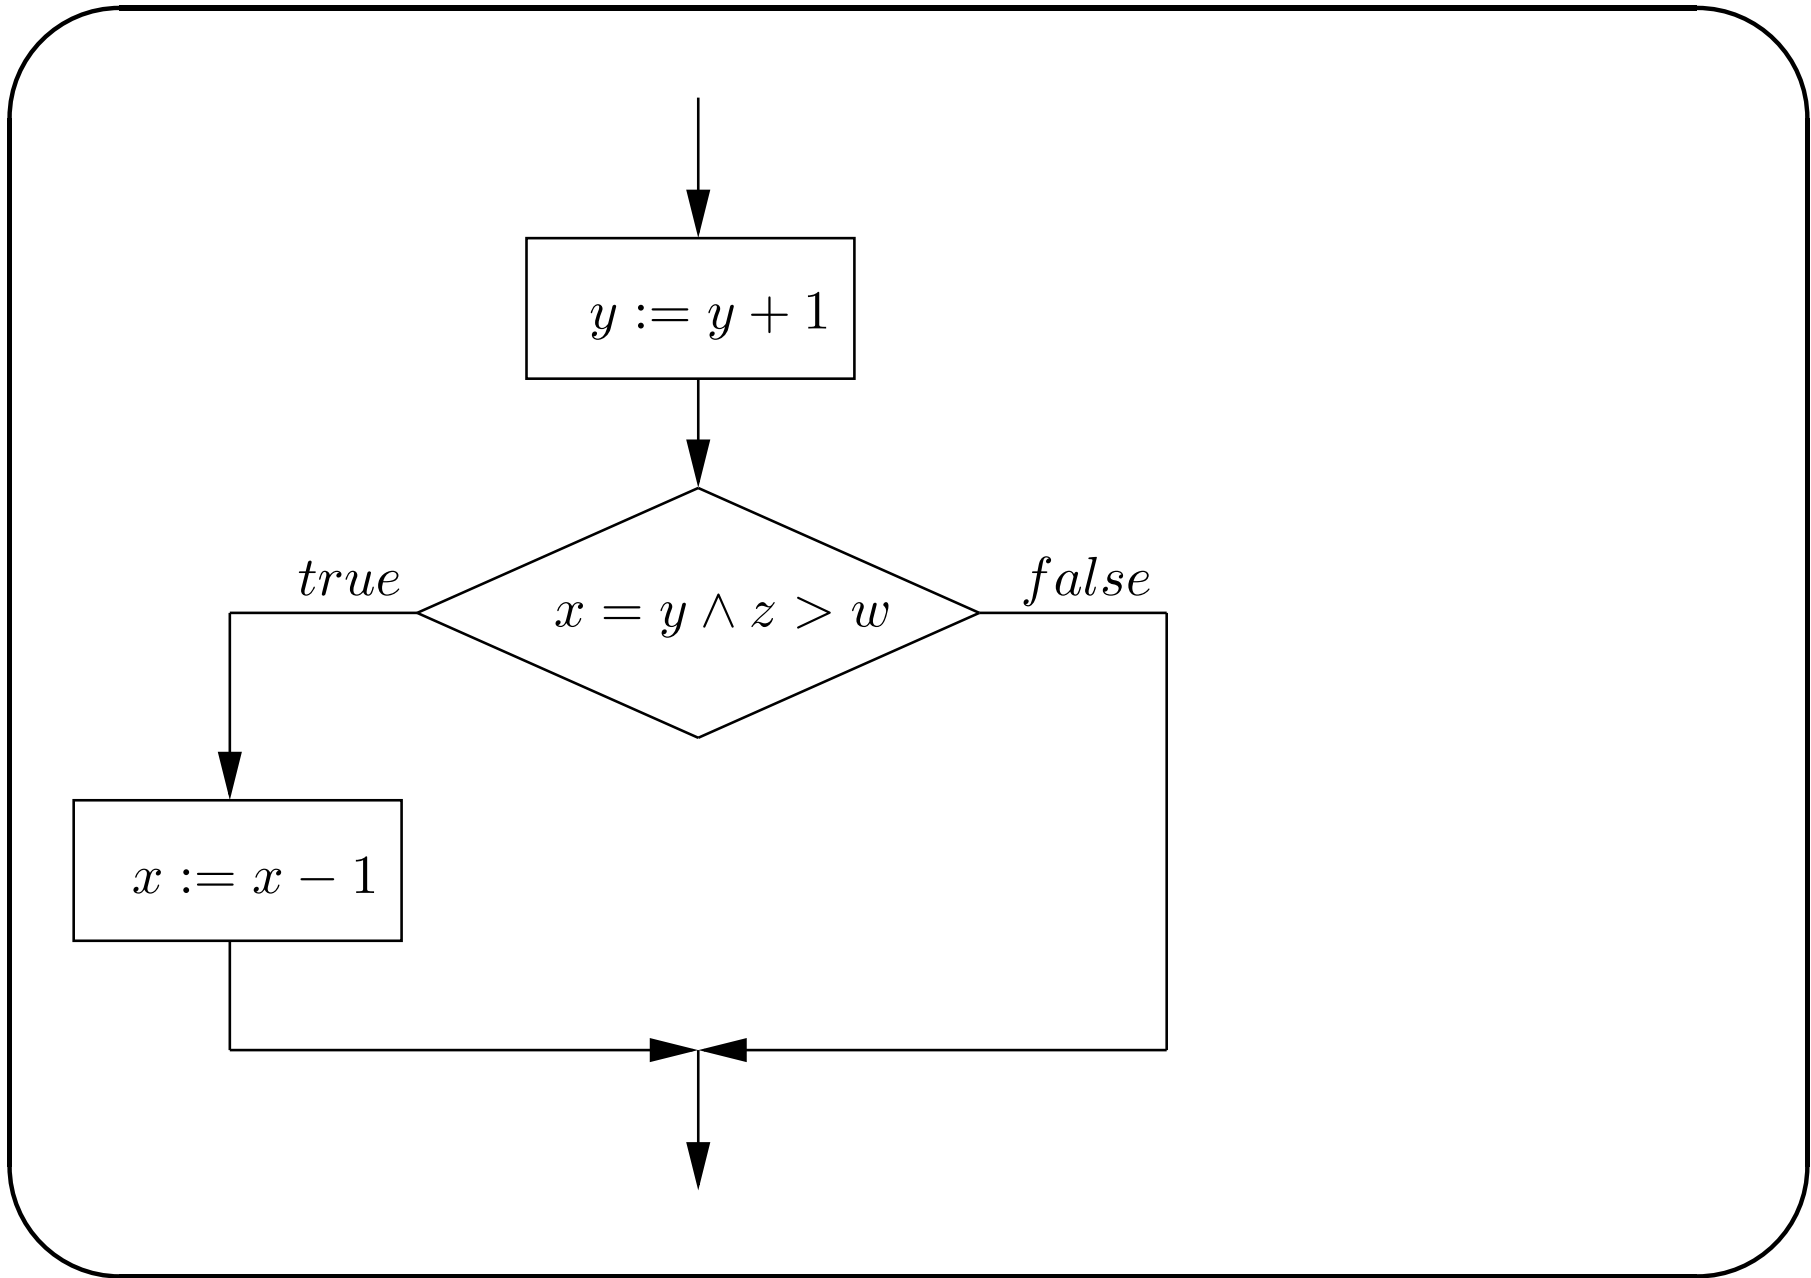 y := y + 1
true
x = y ∧ z > w
false
x := x − 1